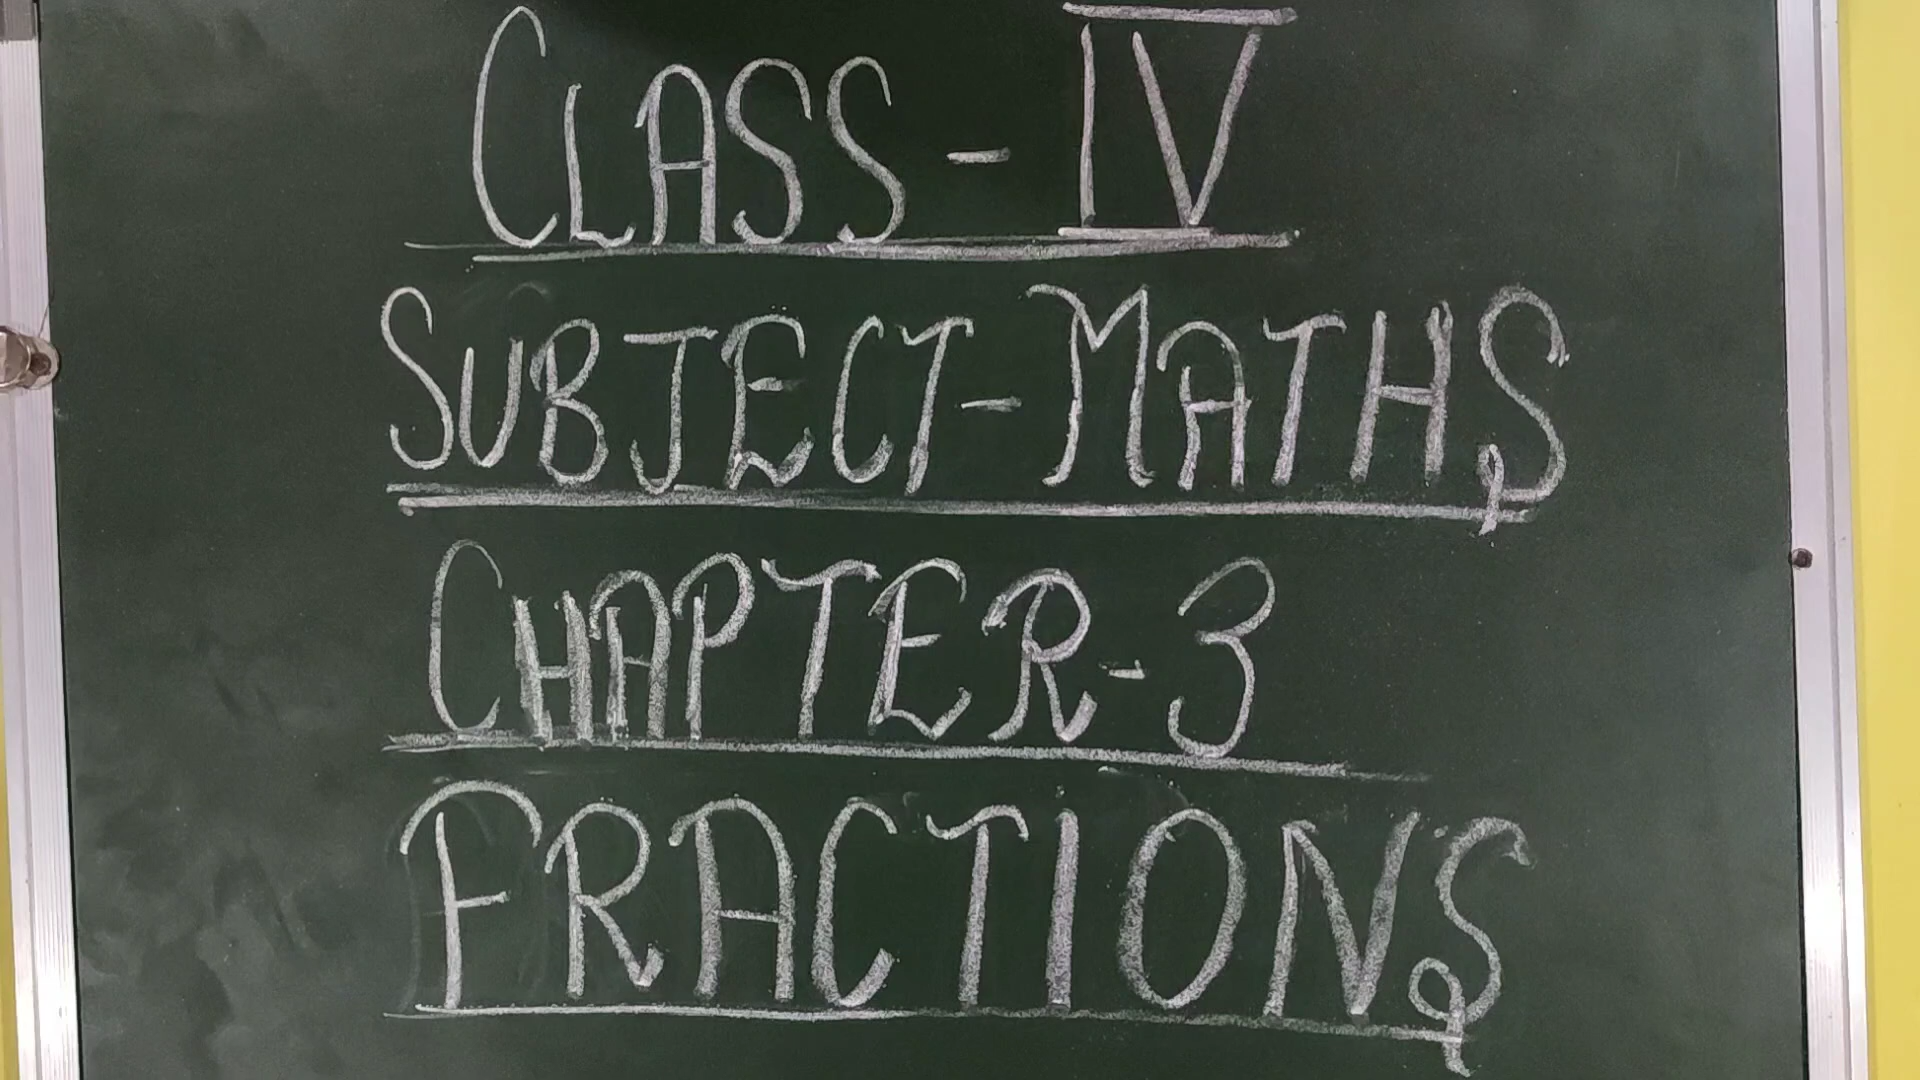 CLASS - IV
SUBJECT - MATHS
CHAPTER - 3
FRACTIONS